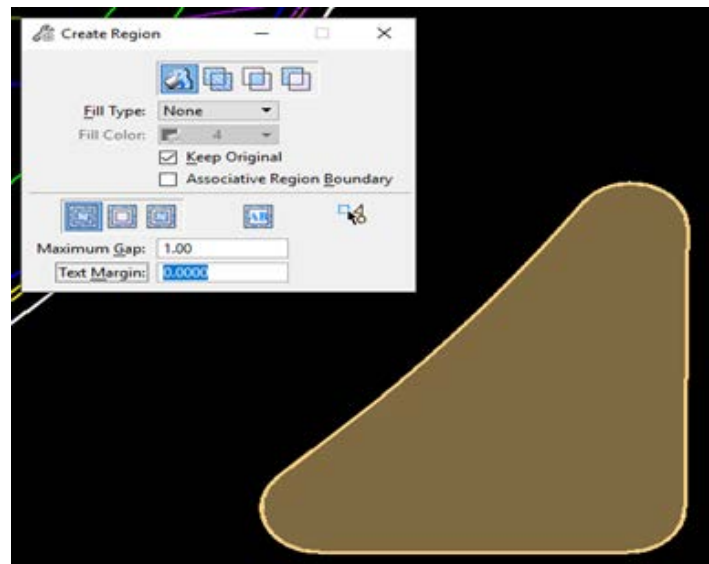 Create Region
Fill Type: None
Fill Color: 4
Keep Original
Associative Region Boundary
AB
Maximum Gap: 1.00
Text Margin: 0.0000